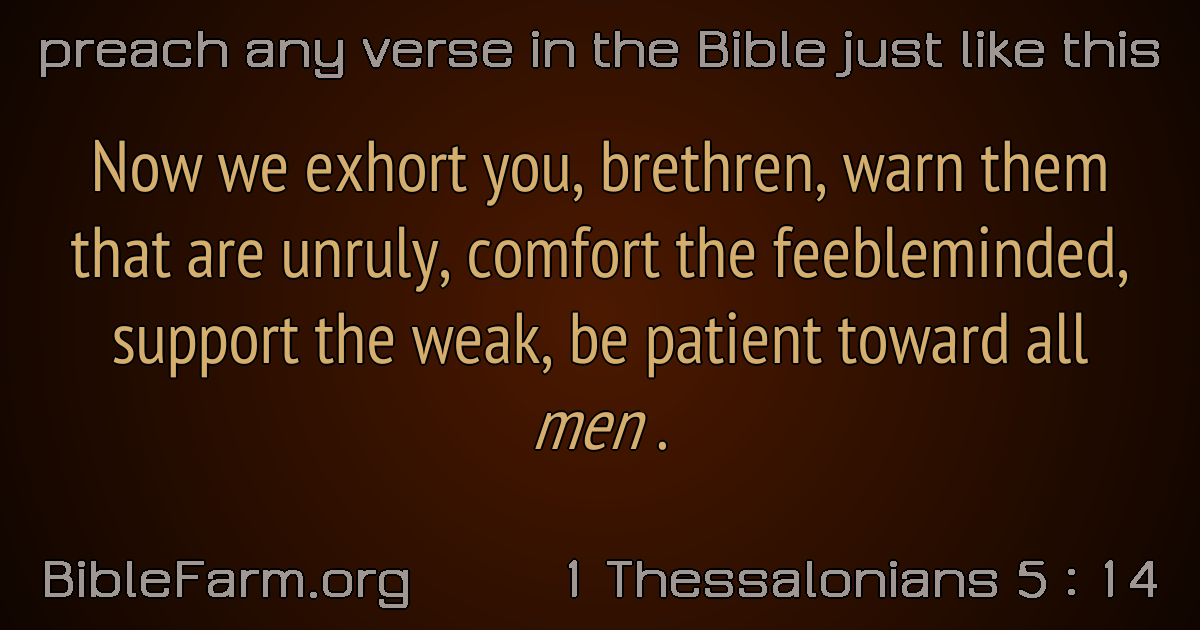 preach any verse in the Bible just like this
Now we exhort you, brethren, warn them
that are unruly, comfort the feebleminded,
support the weak, be patient toward all
men .
BibleFarm.org
1 Thessalonians 5 : 14